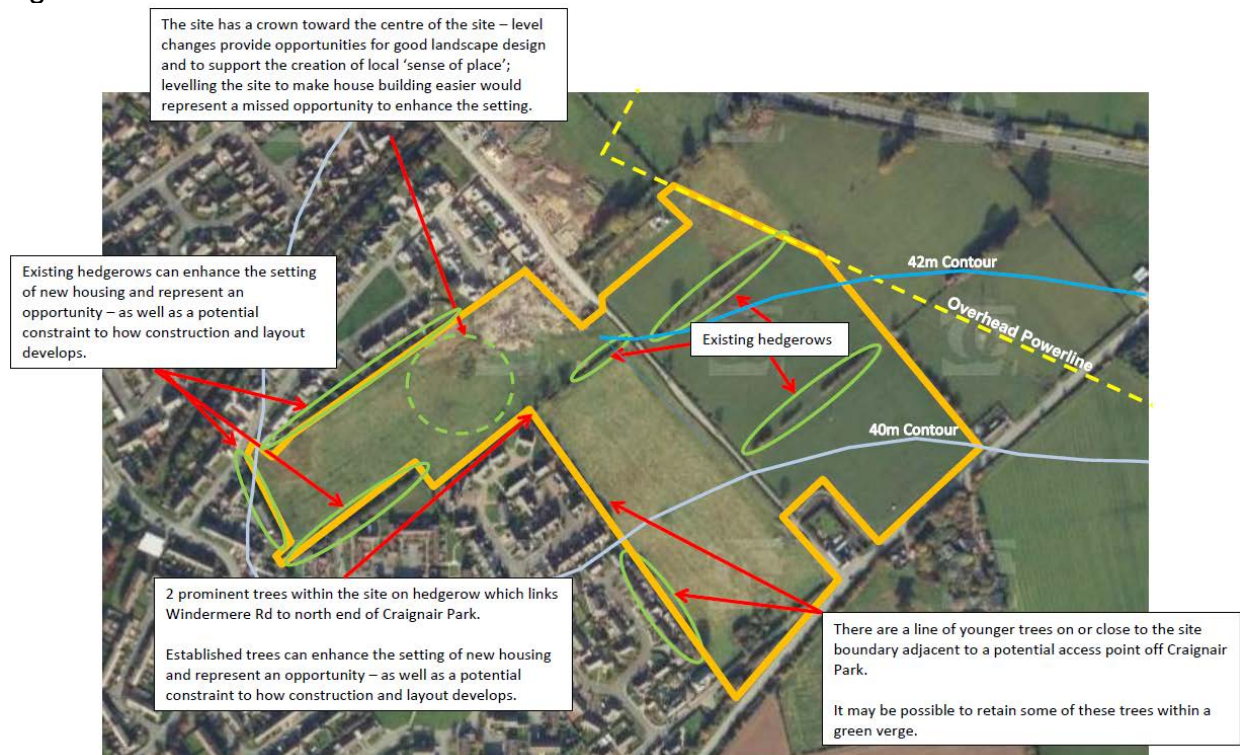 The site has a crown toward the centre of the site – level
changes provide opportunities for good landscape design
and to support the creation of local ‘sense of place’;
levelling the site to make house building easier would
represent a missed opportunity to enhance the setting.
Existing hedgerows can enhance the setting
of new housing and represent an
opportunity – as well as a potential
constraint to how construction and layout
develops.
42m Contour
Overhead Powerline
Existing hedgerows
40m Contour
2 prominent trees within the site on hedgerow which links
Windermere Rd to north end of Craignair Park.
Established trees can enhance the setting of new housing
and represent an opportunity – as well as a potential
constraint to how construction and layout develops.
There are a line of younger trees on or close to the site
boundary adjacent to a potential access point off Craignair
Park.
It may be possible to retain some of these trees within a
green verge.